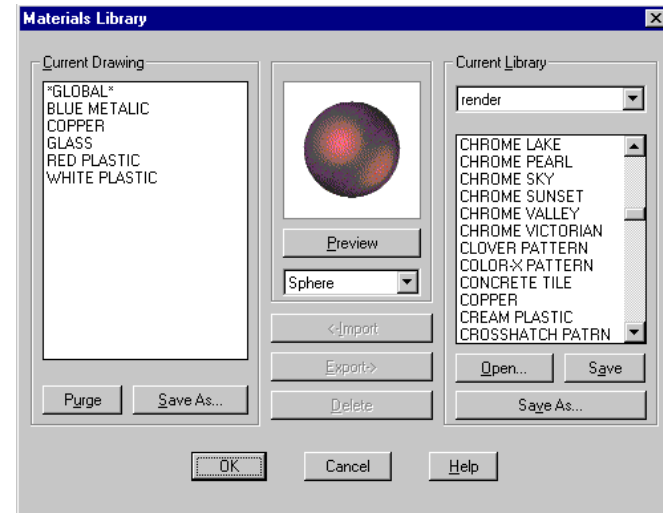 Materials Library
Current Drawing
*GLOBAL*
BLUE METALIC
COPPER
GLASS
RED PLASTIC
WHITE PLASTIC
Purge
Save As...
Preview
Sphere
<-Import
Export->
Delete
Current Library
render
CHROME LAKE
CHROME PEARL
CHROME SKY
CHROME SUNSET
CHROME VALLEY
CHROME VICTORIAN
CLOVER PATTERN
COLOR-X PATTERN
CONCRETE TILE
COPPER
CREAM PLASTIC
CROSSHATCH PATRN
Open...
Save
Save As...
OK
Cancel
Help